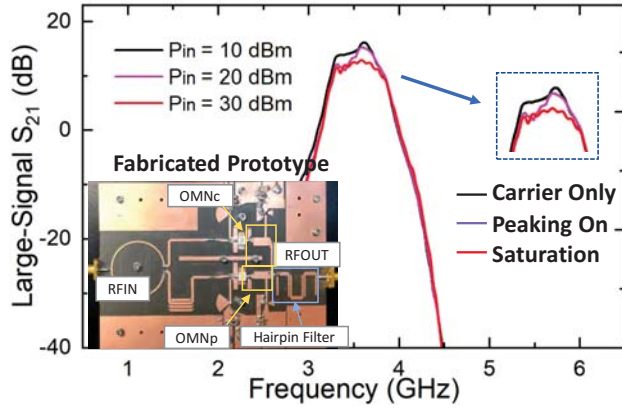 20
0
-20
-40
Large-Signal S21 (dB)
Pin = 10 dBm
Pin = 20 dBm
Pin = 30 dBm
Fabricated Prototype
OMNc
RFOUT
RFIN
OMNp
Hairpin Filter
Carrier Only
Peaking On
Saturation
1 2 3 4 5 6
Frequency (GHz)